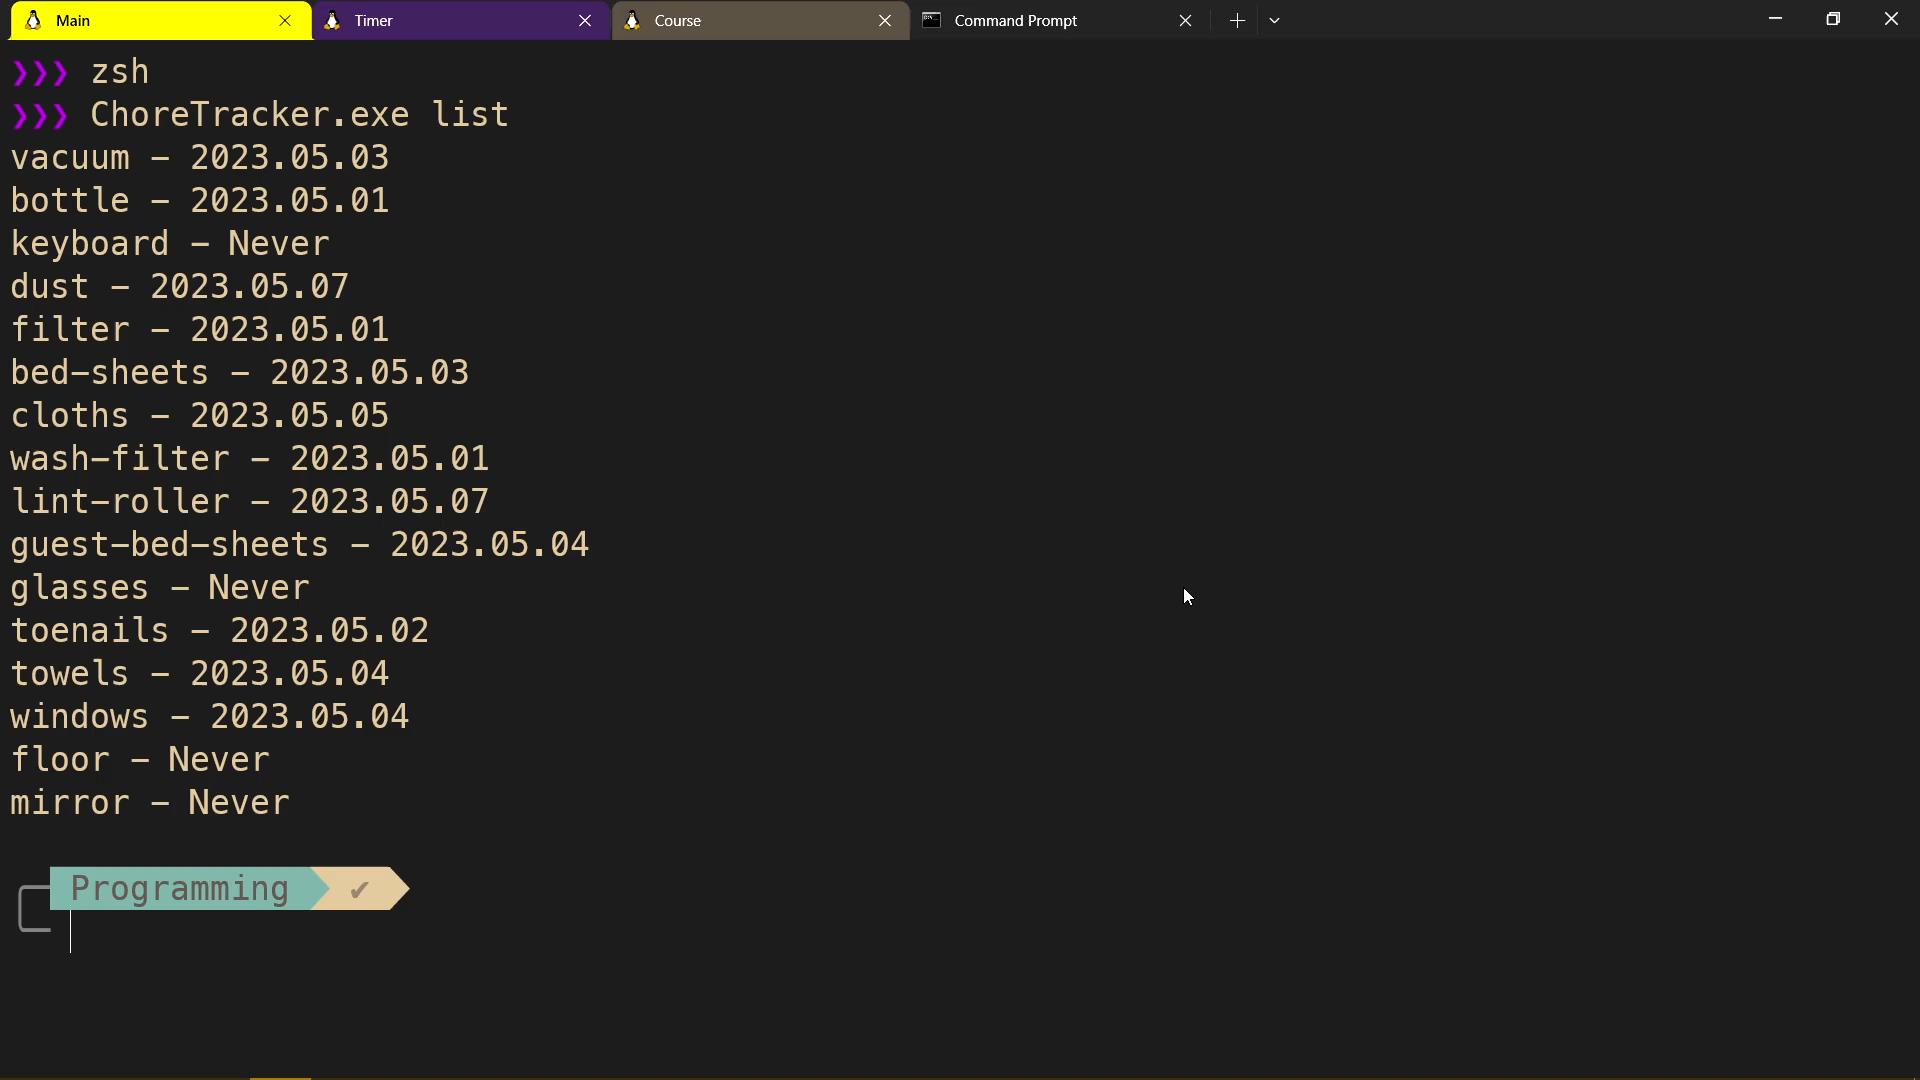 Main
Timer
Course
Command Prompt
❯❯❯ zsh
❯❯❯ ChoreTracker.exe list
vacuum - 2023.05.03
bottle - 2023.05.01
keyboard - Never
dust - 2023.05.07
filter - 2023.05.01
bed-sheets - 2023.05.03
cloths - 2023.05.05
wash-filter - 2023.05.01
lint-roller - 2023.05.07
guest-bed-sheets - 2023.05.04
glasses - Never
toenails - 2023.05.02
towels - 2023.05.04
windows - 2023.05.04
floor - Never
mirror - Never
Programming ✔